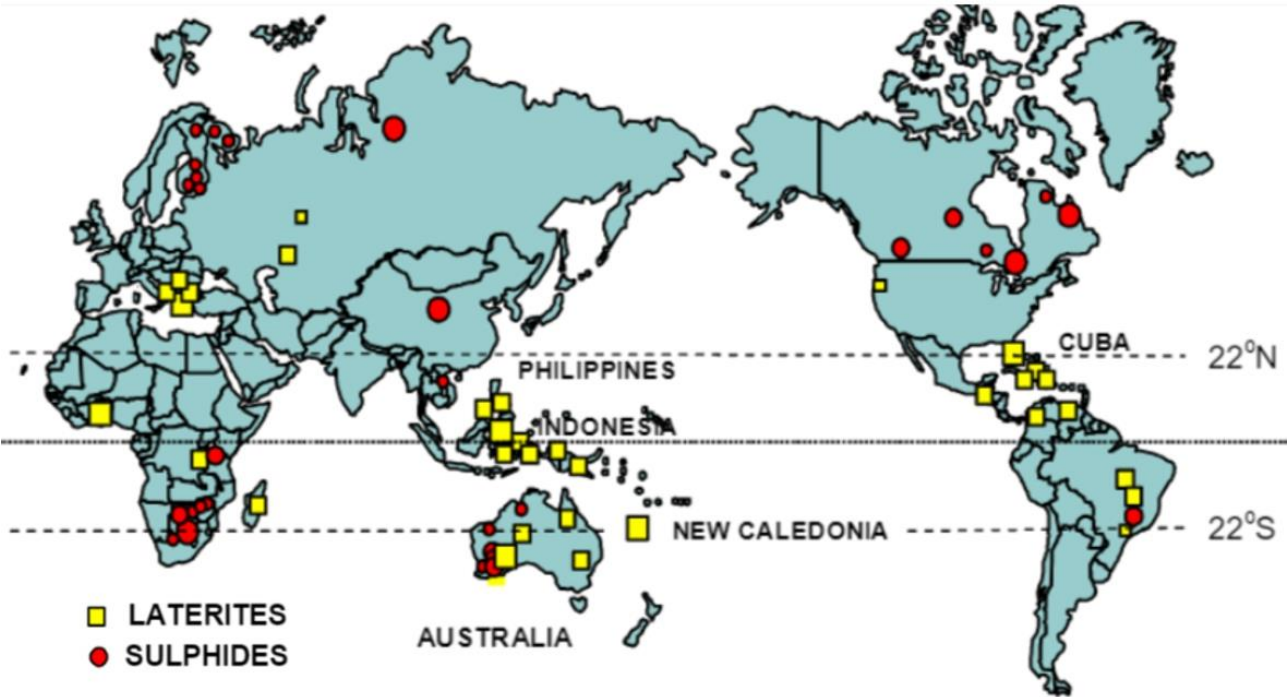 CUBA
22⁰N
PHILIPPINES
INDONESIA
NEW CALEDONIA
22⁰S
LATERITES
AUSTRALIA
SULPHIDES